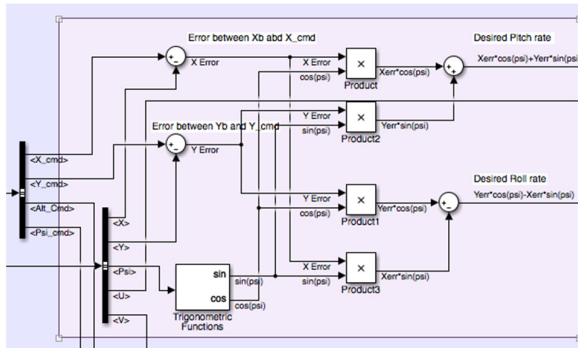 Error between Xb abd X_cmd
Desired Pitch rate
X Error
X Error
cos(psi)
Xerr*cos(psi)
Xerr*cos(psi)+Yerr*sin(psi
Product
Error between Yb and Y_cmd
Y Error
Y Error
sin(psi)
Yerr*sin(psi)
Product2
<X_cmd>
<Y_cmd>
<Alt_Cmd>
<Psi_cmd>
<X>
<Y>
<Psi>
<U>
<V>
Desired Roll rate
Y Error
cos(psi)
Yerr*cos(psi)
Yerr*cos(psi)-Xerr*sin(psi)
Product1
sin
cos
sin(psi)
cos(psi)
Trigonometric
Functions
X Error
sin(psi)
Xerr*sin(psi)
Product3